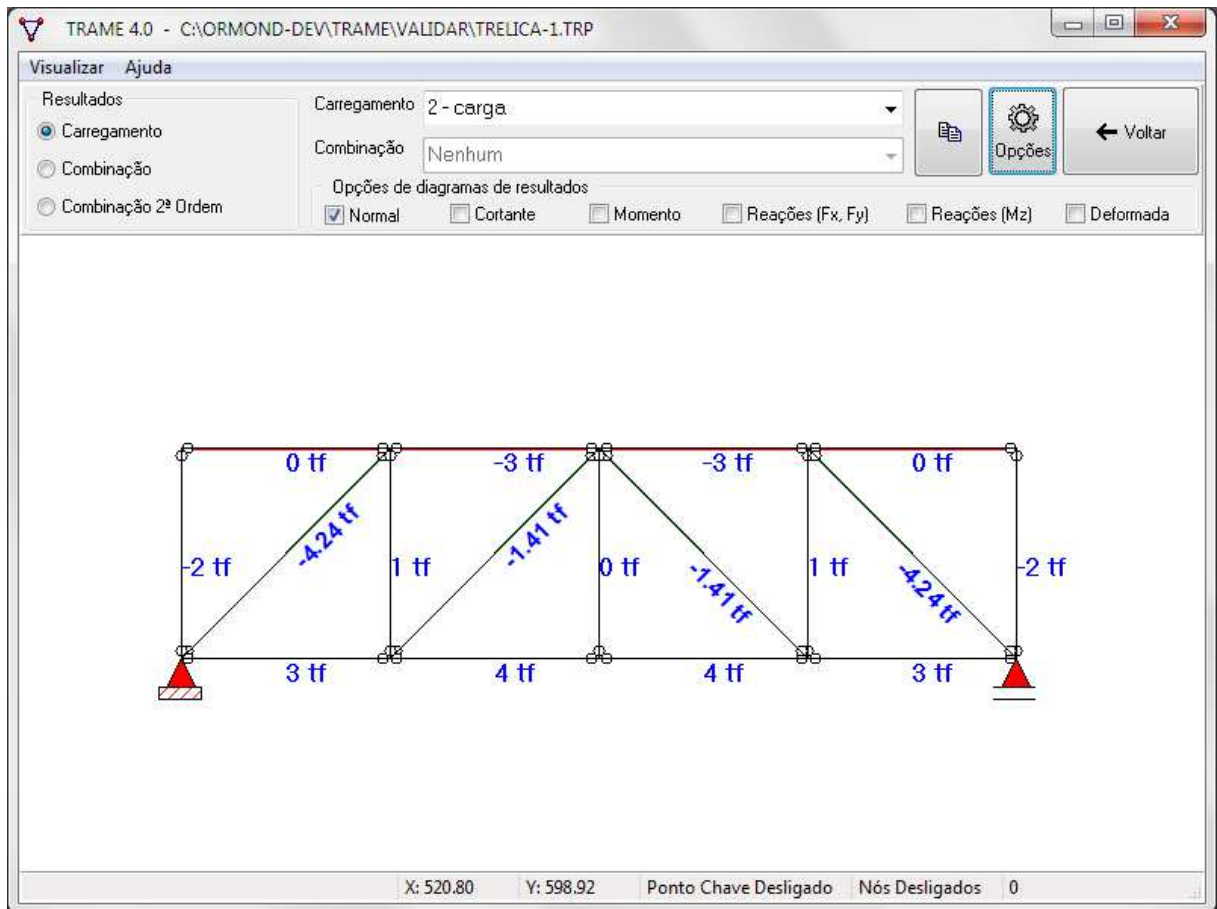 TRAME 4.0 - C:\ORMOND-DEV\TRAME\VALIDAR\TRELICA-1.TRP
Visualizar Ajuda
Resultados
Carregamento
Combinação
Combinação 2ª Ordem
Carregamento 2 - carga
Combinação Nenhum
Opções
Voltar
Opções de diagramas de resultados
Normal Cortante Momento Reações (Fx, Fy) Reações (Mz) Deformada
0 tf -3 tf -3 tf 0 tf
-4.24 tf -1.41 tf -1.41 tf -4.24 tf
-2 tf 1 tf 0 tf 1 tf -2 tf
3 tf 4 tf 4 tf 3 tf
X: 520.80 Y: 598.92 Ponto Chave Desligado Nós Desligados 0